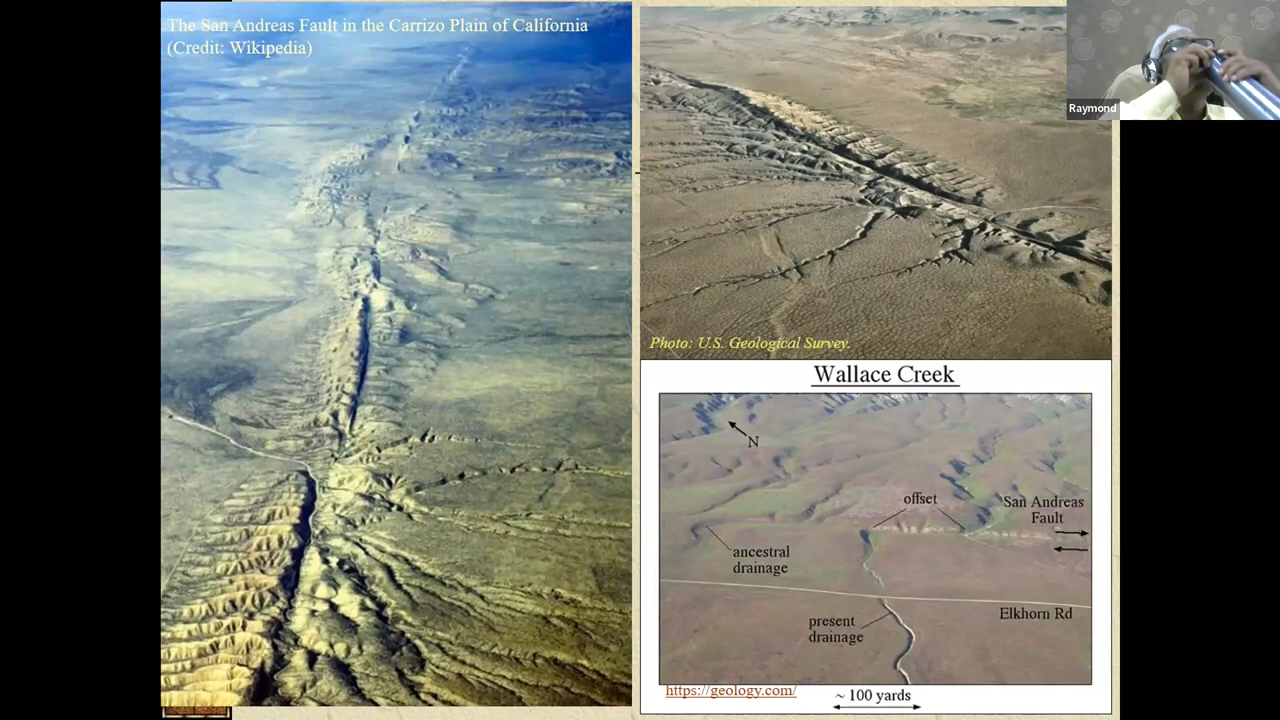 The San Andreas Fault in the Carrizo Plain of California
(Credit: Wikipedia)
Raymond
Photo: U.S. Geological Survey.
Wallace Creek
N
offset
San Andreas
Fault
ancestral
drainage
Elkhorn Rd
present
drainage
https://geology.com/
~ 100 yards